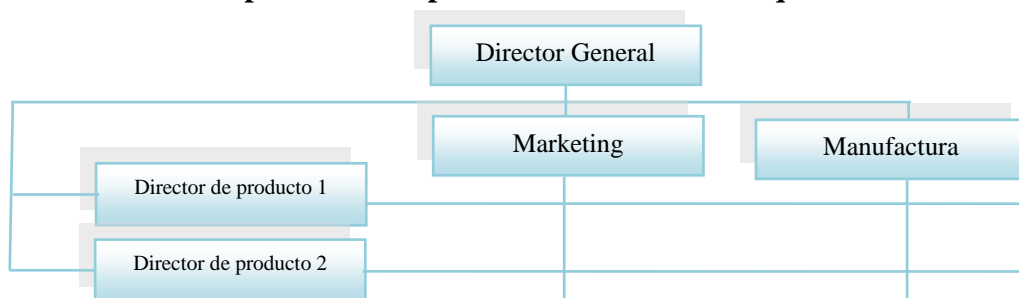 Director General
Marketing
Manufactura
Director de producto 1
Director de producto 2